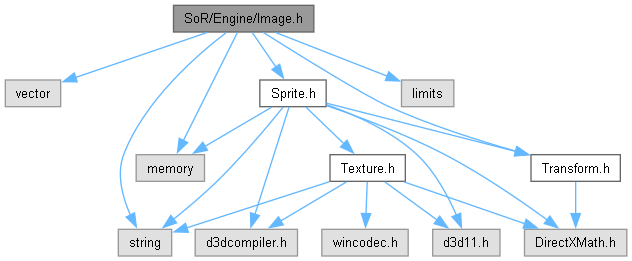 SoR/Engine/Image.h
vector
Sprite.h
limits
memory
Texture.h
Transform.h
string
d3dcompiler.h
wincodec.h
d3d11.h
DirectXMath.h